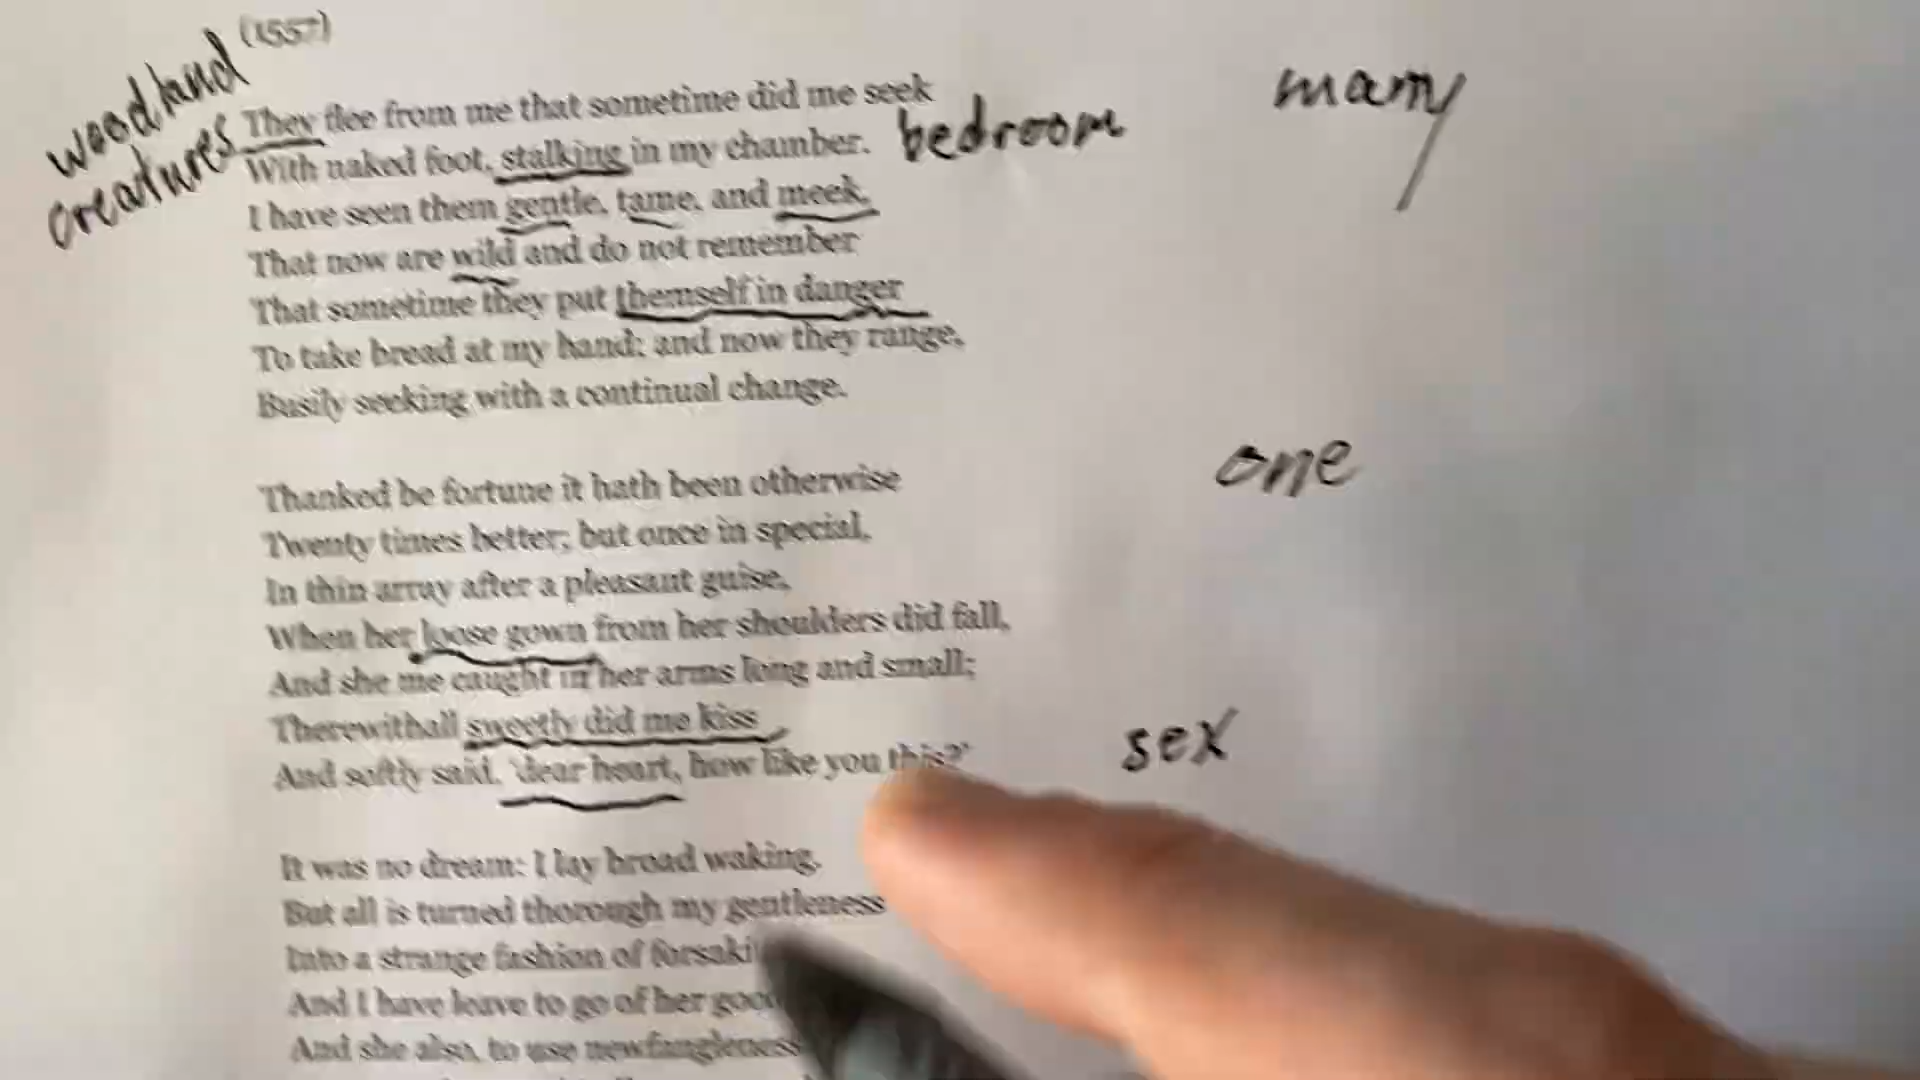 (1557)
woodland
creatures
They flee from me that sometime did me seek
many
With naked foot, stalking in my chamber.
bedroom
I have seen them gentle, tame, and meek,
That now are wild and do not remember
That sometime they put themself in danger
To take bread at my hand; and now they range,
Busily seeking with a continual change.
Thanked be fortune it hath been otherwise
one
Twenty times better; but once in special,
In thin array after a pleasant guise,
When her loose gown from her shoulders did fall,
And she me caught in her arms long and small;
Therewithall sweetly did me kiss
sex
And softly said, 'dear heart, how like you this?'
It was no dream: I lay broad waking.
But all is turned thorough my gentleness
Into a strange fashion of forsaki
And I have leave to go of her goo
And she also, to use newfangleness